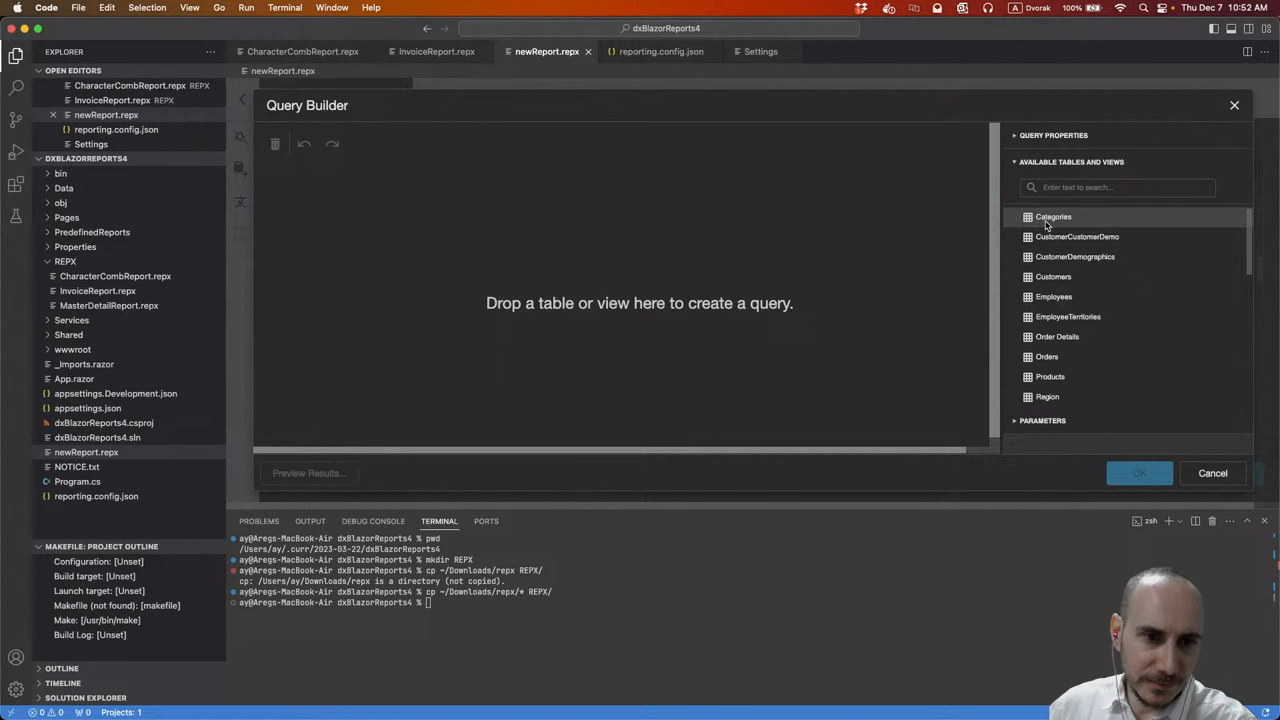 Code File Edit Selection View Go Run Terminal Window Help
A Dvorak 100% Thu Dec 7 10:52 AM
dxBlazorReports4
EXPLORER
CharacterCombReport.repx InvoiceReport.repx newReport.repx reporting.config.json Settings
newReport.repx
OPEN EDITORS
CharacterCombReport.repx REPX
InvoiceReport.repx REPX
newReport.repx
reporting.config.json
Settings
DXBLAZORREPORTS4
bin
Data
obj
Pages
PredefinedReports
Properties
REPX
CharacterCombReport.repx
InvoiceReport.repx
MasterDetailReport.repx
Services
Shared
wwwroot
_Imports.razor
App.razor
appsettings.Development.json
appsettings.json
dxBlazorReports4.csproj
dxBlazorReports4.sln
newReport.repx
NOTICE.txt
Program.cs
reporting.config.json
MAKEFILE: PROJECT OUTLINE
Configuration: [Unset]
Build target: [Unset]
Launch target: [Unset]
Makefile (not found): [makefile]
Make: [/usr/bin/make]
Build Log: [Unset]
OUTLINE
TIMELINE
SOLUTION EXPLORER
Query Builder
Drop a table or view here to create a query.
QUERY PROPERTIES
AVAILABLE TABLES AND VIEWS
Enter text to search...
Categories
CustomerCustomerDemo
CustomerDemographics
Customers
Employees
EmployeeTerritories
Order Details
Orders
Products
Region
PARAMETERS
Preview Results...
OK
Cancel
PROBLEMS OUTPUT DEBUG CONSOLE TERMINAL PORTS
zsh
ay@Aregs-MacBook-Air dxBlazorReports4 % pwd
/Users/ay/.curr/2023-03-22/dxBlazorReports4
ay@Aregs-MacBook-Air dxBlazorReports4 % mkdir REPX
ay@Aregs-MacBook-Air dxBlazorReports4 % cp ~/Downloads/repx REPX/
cp: /Users/ay/Downloads/repx is a directory (not copied).
ay@Aregs-MacBook-Air dxBlazorReports4 % cp ~/Downloads/repx/* REPX/
ay@Aregs-MacBook-Air dxBlazorReports4 %
0 0 0 Projects: 1